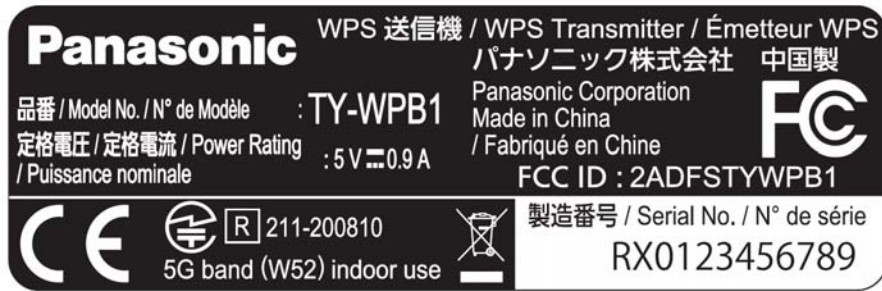 Panasonic
WPS 送信機 / WPS Transmitter / Émetteur WPS
パナソニック株式会社 中国製
品番 / Model No. / N° de Modèle : TY-WPB1
定格電圧 / 定格電流 / Power Rating
/ Puissance nominale : 5 V ⎓ 0.9 A
Panasonic Corporation
Made in China
/ Fabriqué en Chine
FC
FCC ID : 2ADFSTYWPB1
CE
R 211-200810
5G band (W52) indoor use
製造番号 / Serial No. / N° de série
RX0123456789